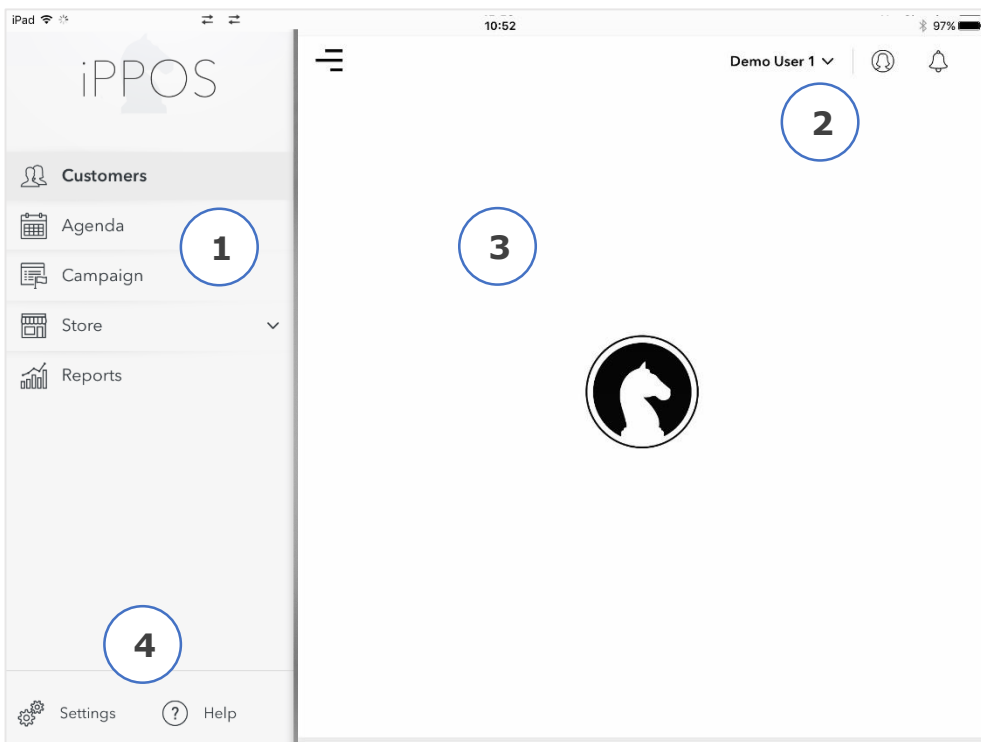 iPad
10:52
97%
iPPOS
Demo User 1
2
Customers
Agenda
1
3
Campaign
Store
Reports
4
Settings
? Help